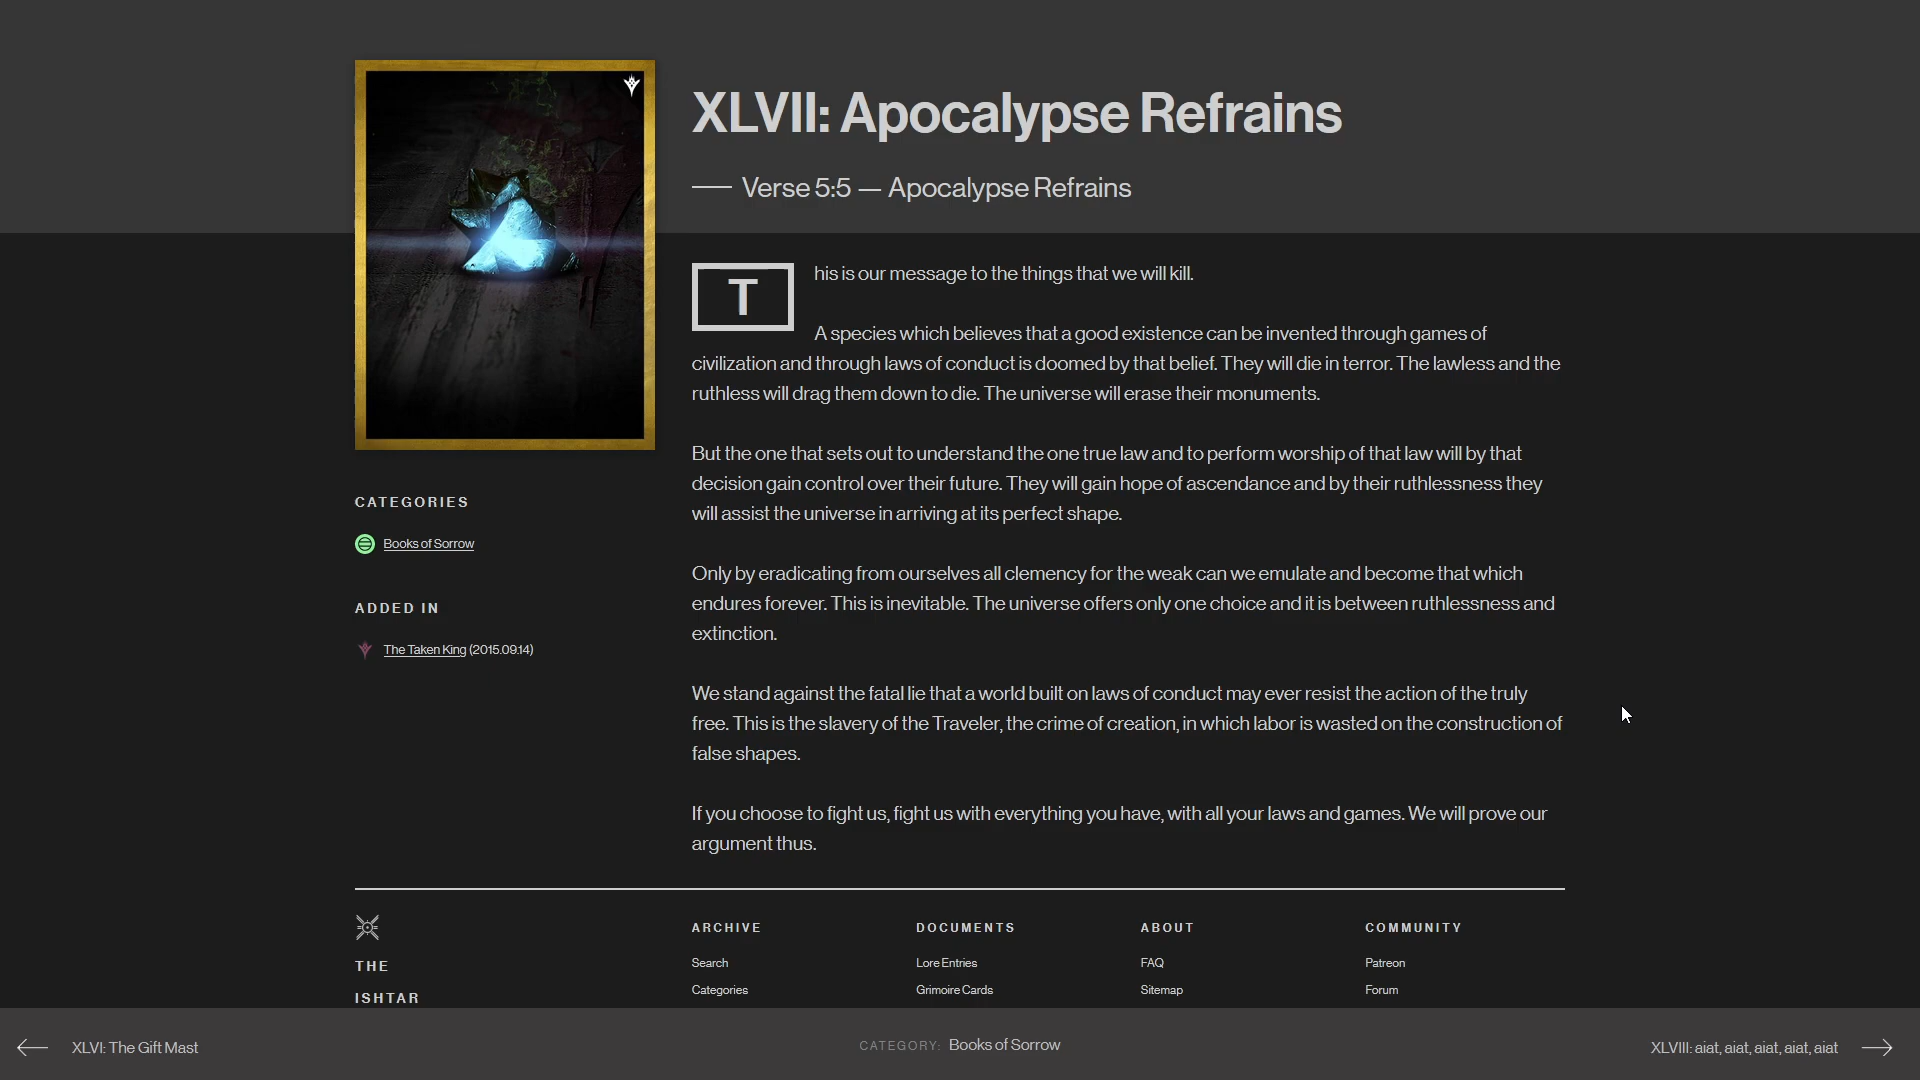 XLVII: Apocalypse Refrains
Verse 5:5 — Apocalypse Refrains
This is our message to the things that we will kill.
A species which believes that a good existence can be invented through games of
civilization and through laws of conduct is doomed by that belief. They will die in terror. The lawless and the
ruthless will drag them down to die. The universe will erase their monuments.
But the one that sets out to understand the one true law and to perform worship of that law will by that
decision gain control over their future. They will gain hope of ascendance and by their ruthlessness they
will assist the universe in arriving at its perfect shape.
Only by eradicating from ourselves all clemency for the weak can we emulate and become that which
endures forever. This is inevitable. The universe offers only one choice and it is between ruthlessness and
extinction.
We stand against the fatal lie that a world built on laws of conduct may ever resist the action of the truly
free. This is the slavery of the Traveler, the crime of creation, in which labor is wasted on the construction of
false shapes.
If you choose to fight us, fight us with everything you have, with all your laws and games. We will prove our
argument thus.
CATEGORIES
Books of Sorrow
ADDED IN
The Taken King (2015.09.14)
THE
ISHTAR
ARCHIVE
Search
Categories
DOCUMENTS
Lore Entries
Grimoire Cards
ABOUT
FAQ
Sitemap
COMMUNITY
Patreon
Forum
XLVI: The Gift Mast
CATEGORY: Books of Sorrow
XLVIII: aiat, aiat, aiat, aiat, aiat